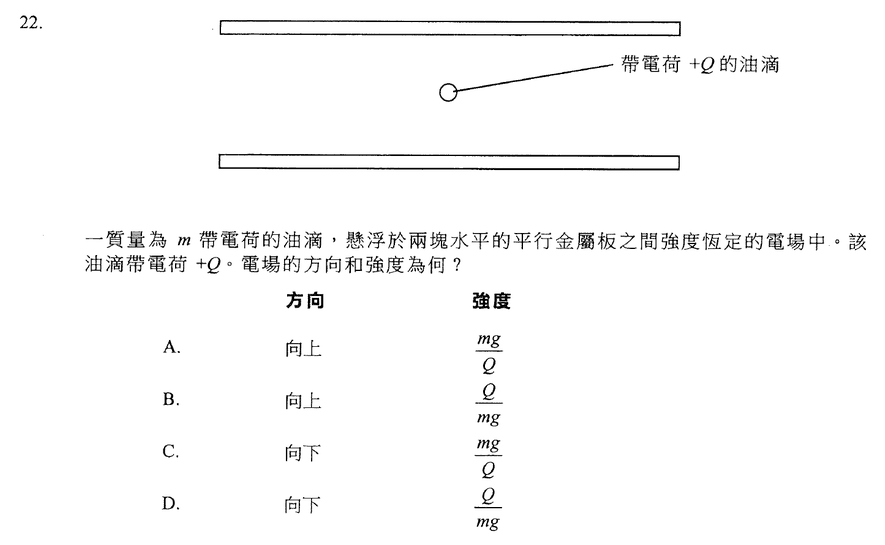 22.
帶電荷 +Q 的油滴
一質量為 m 帶電荷的油滴，懸浮於兩塊水平的平行金屬板之間強度恆定的電場中。該
油滴帶電荷 +Q。電場的方向和強度為何？
方向 強度
A. 向上 mg/Q
B. 向上 Q/mg
C. 向下 mg/Q
D. 向下 Q/mg